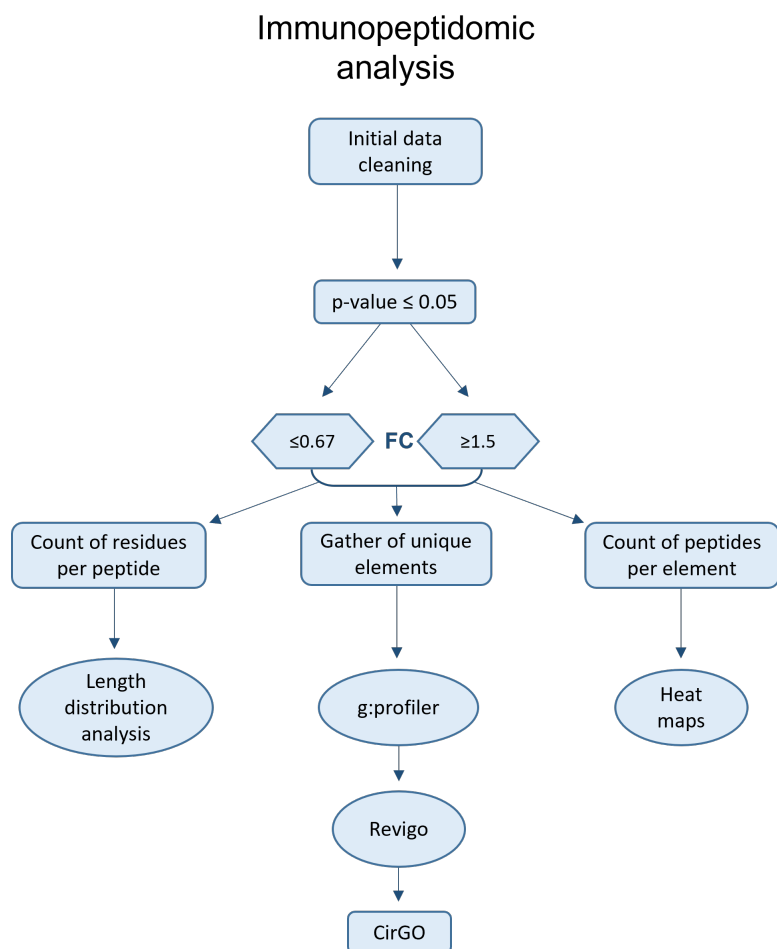 Immunopeptidomic
analysis
Initial data
cleaning
p-value ≤ 0.05
≤0.67
FC
≥1.5
Count of residues
per peptide
Gather of unique
elements
Count of peptides
per element
Length
distribution
analysis
g:profiler
Heat
maps
Revigo
CirGO